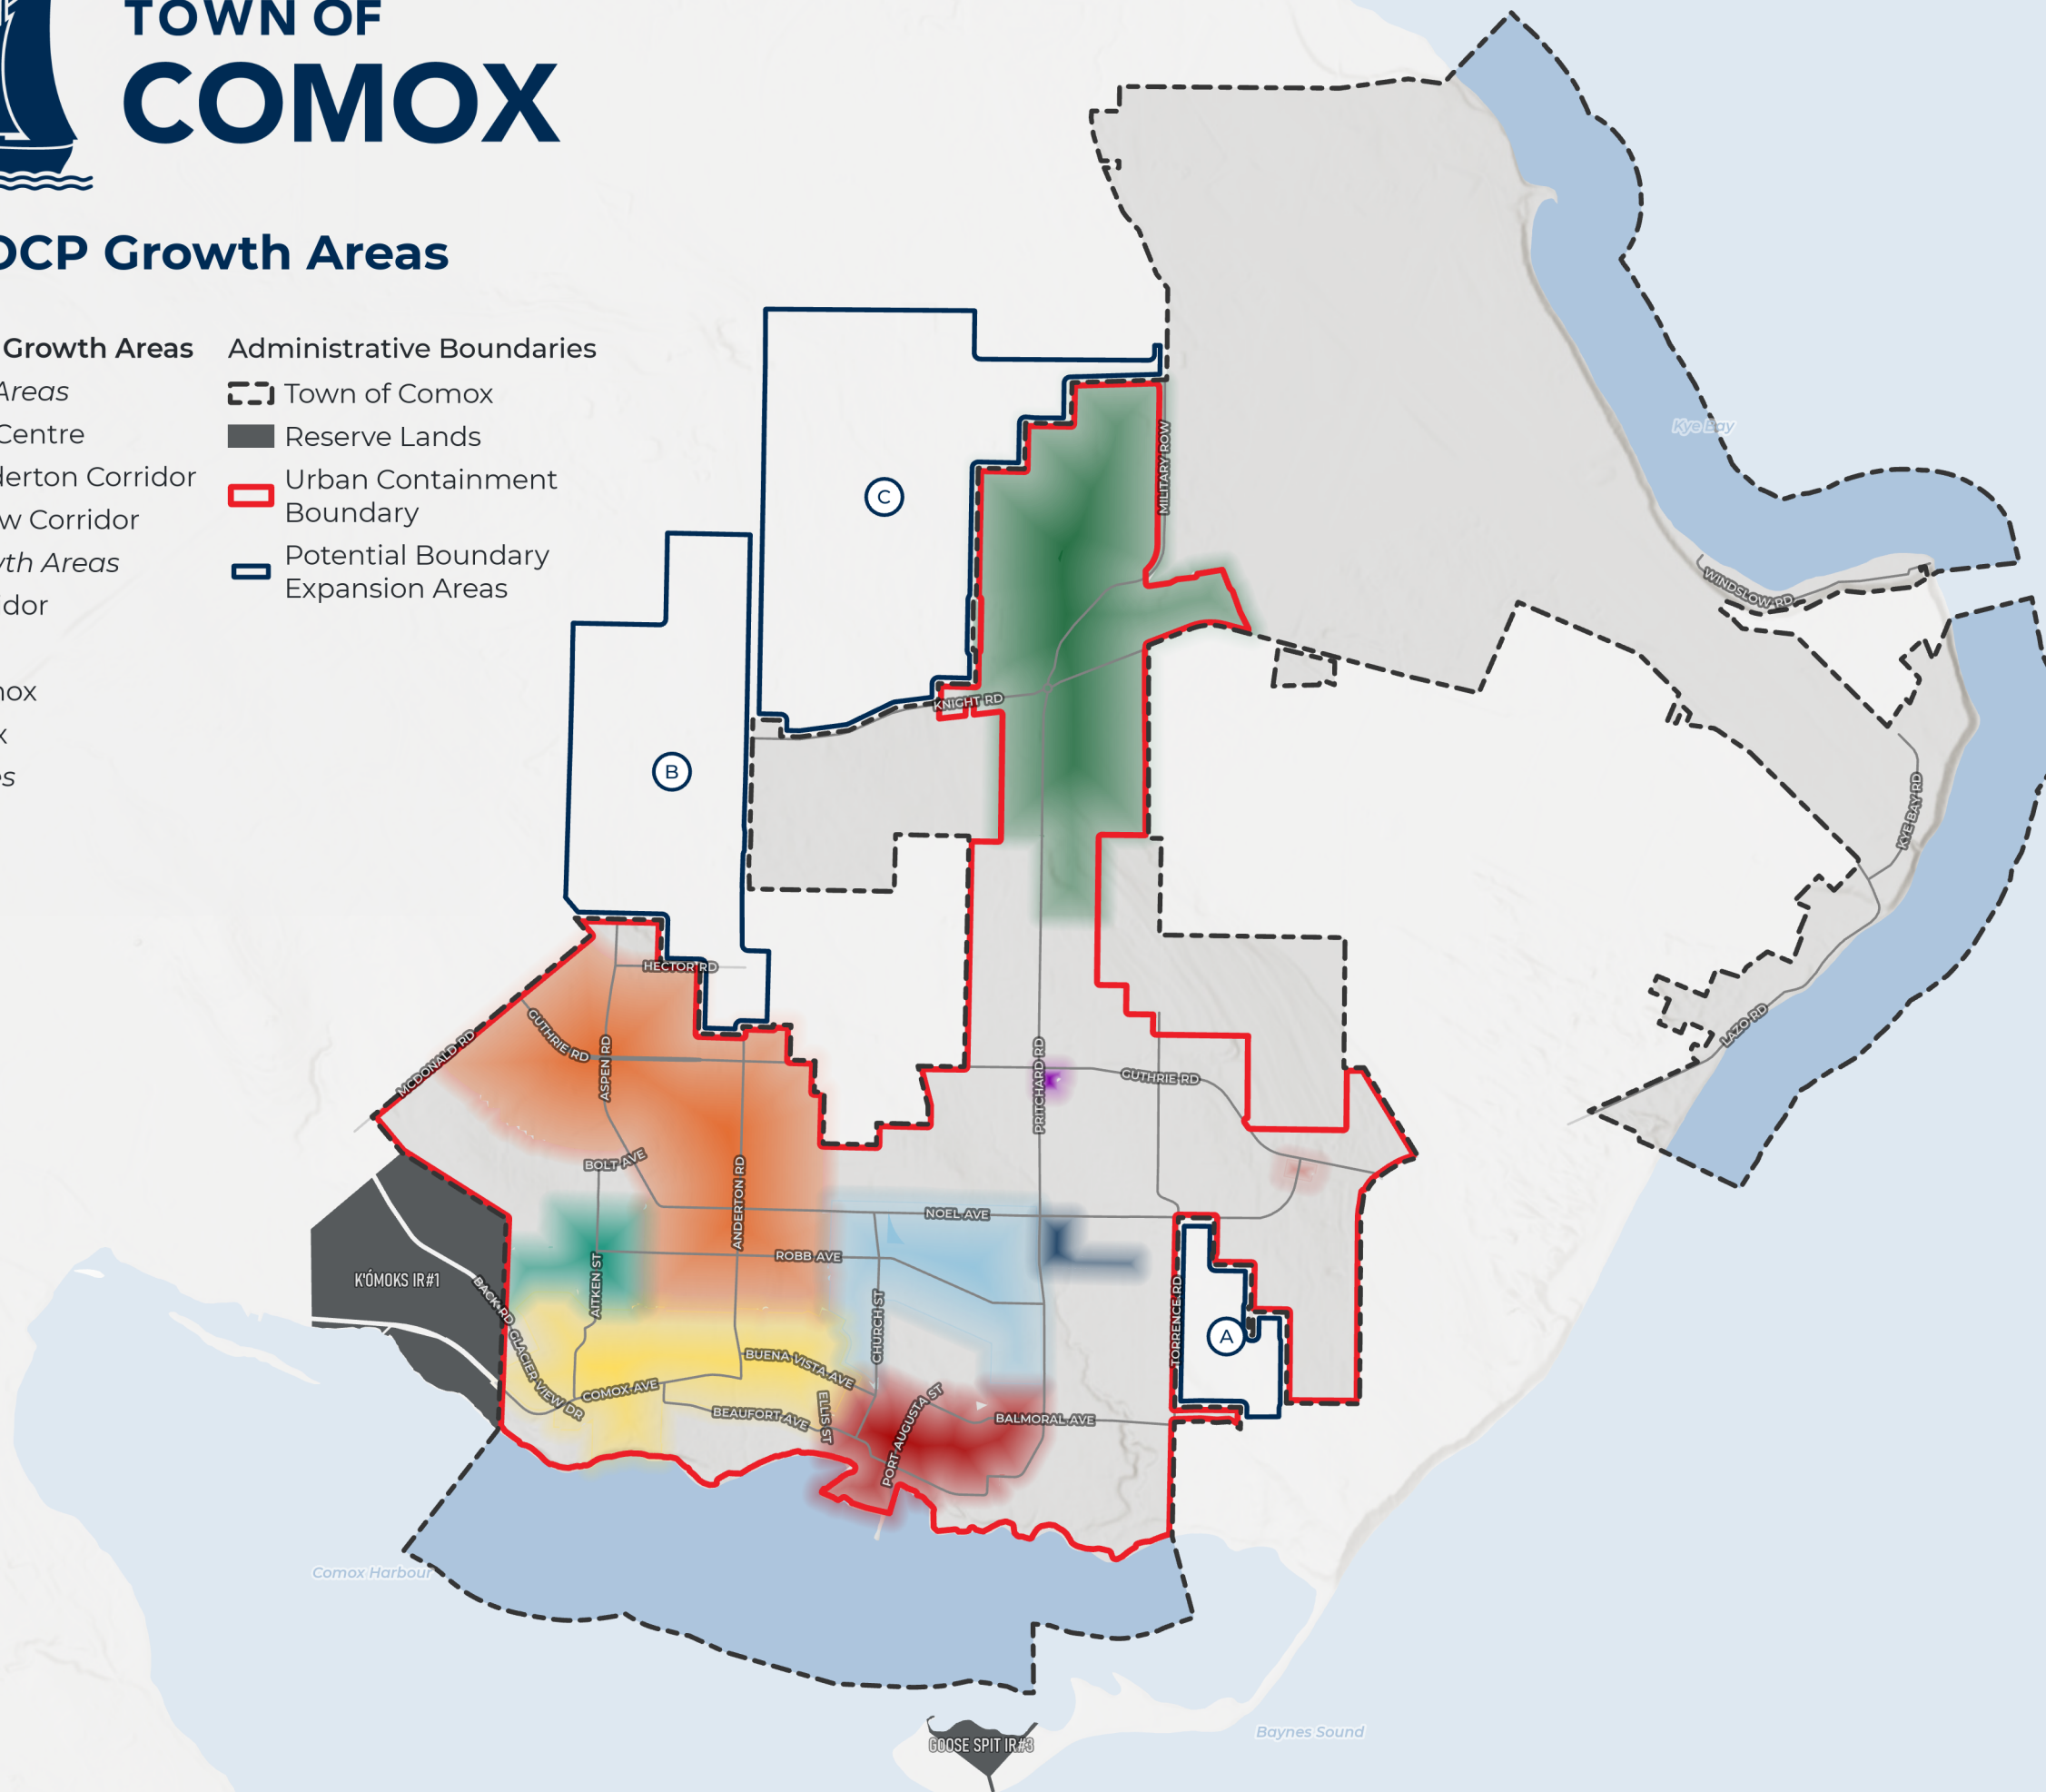 TOWN OF
COMOX
OCP Growth Areas
Growth Areas
Areas
Centre
derton Corridor
w Corridor
th Areas
idor
nox
x
es
Administrative Boundaries
Town of Comox
Reserve Lands
Urban Containment
Boundary
Potential Boundary
Expansion Areas
C
B
A
MILITARY ROW
KNIGHT RD
Kye Bay
WINDSLOW RD
KYE BAY RD
LAZO RD
HECTOR RD
GUTHRIE RD
MCDONALD RD
ASPEN RD
BOLT AVE
ANDERTON RD
PRITCHARD RD
GUTHRIE RD
NOEL AVE
ROBB AVE
AITKEN ST
K'ÓMOKS IR#1
BACK RD
GLACIER VIEW DR
COMOX AVE
BUENA VISTA AVE
BEAUFORT AVE
ELLIS ST
CHURCH ST
PORT AUGUSTA ST
BALMORAL AVE
TORRENCE RD
Comox Harbour
Baynes Sound
GOOSE SPIT IR#3